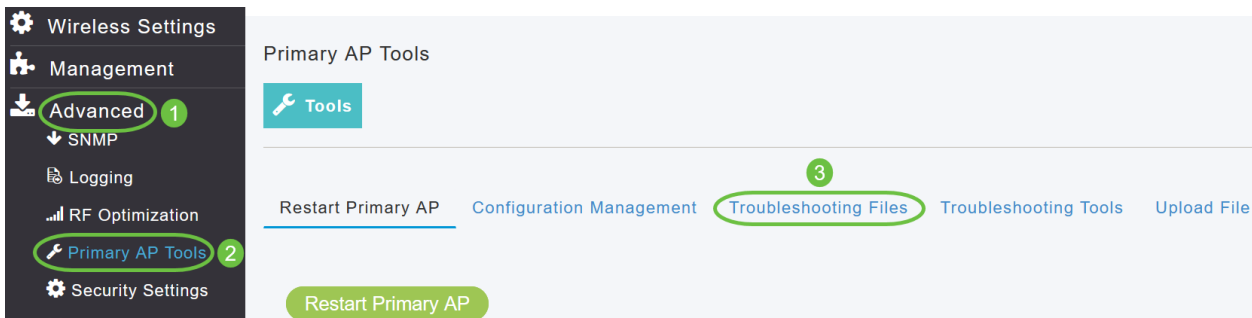 Wireless Settings
Management
Advanced 1
SNMP
Logging
RF Optimization
Primary AP Tools 2
Security Settings
Primary AP Tools
Tools
3
Restart Primary AP Configuration Management Troubleshooting Files Troubleshooting Tools Upload File
Restart Primary AP